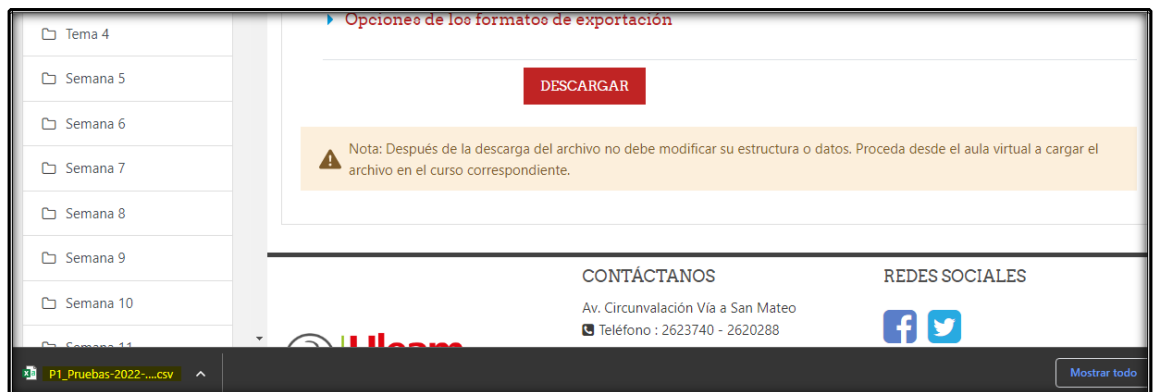 Tema 4
Semana 5
Semana 6
Semana 7
Semana 8
Semana 9
Semana 10
Semana 11
Opciones de los formatos de exportación
DESCARGAR
Nota: Después de la descarga del archivo no debe modificar su estructura o datos. Proceda desde el aula virtual a cargar el
archivo en el curso correspondiente.
Uleam
CONTÁCTANOS
Av. Circunvalación Vía a San Mateo
Teléfono : 2623740 - 2620288
REDES SOCIALES
P1_Pruebas-2022-....csv
Mostrar todo